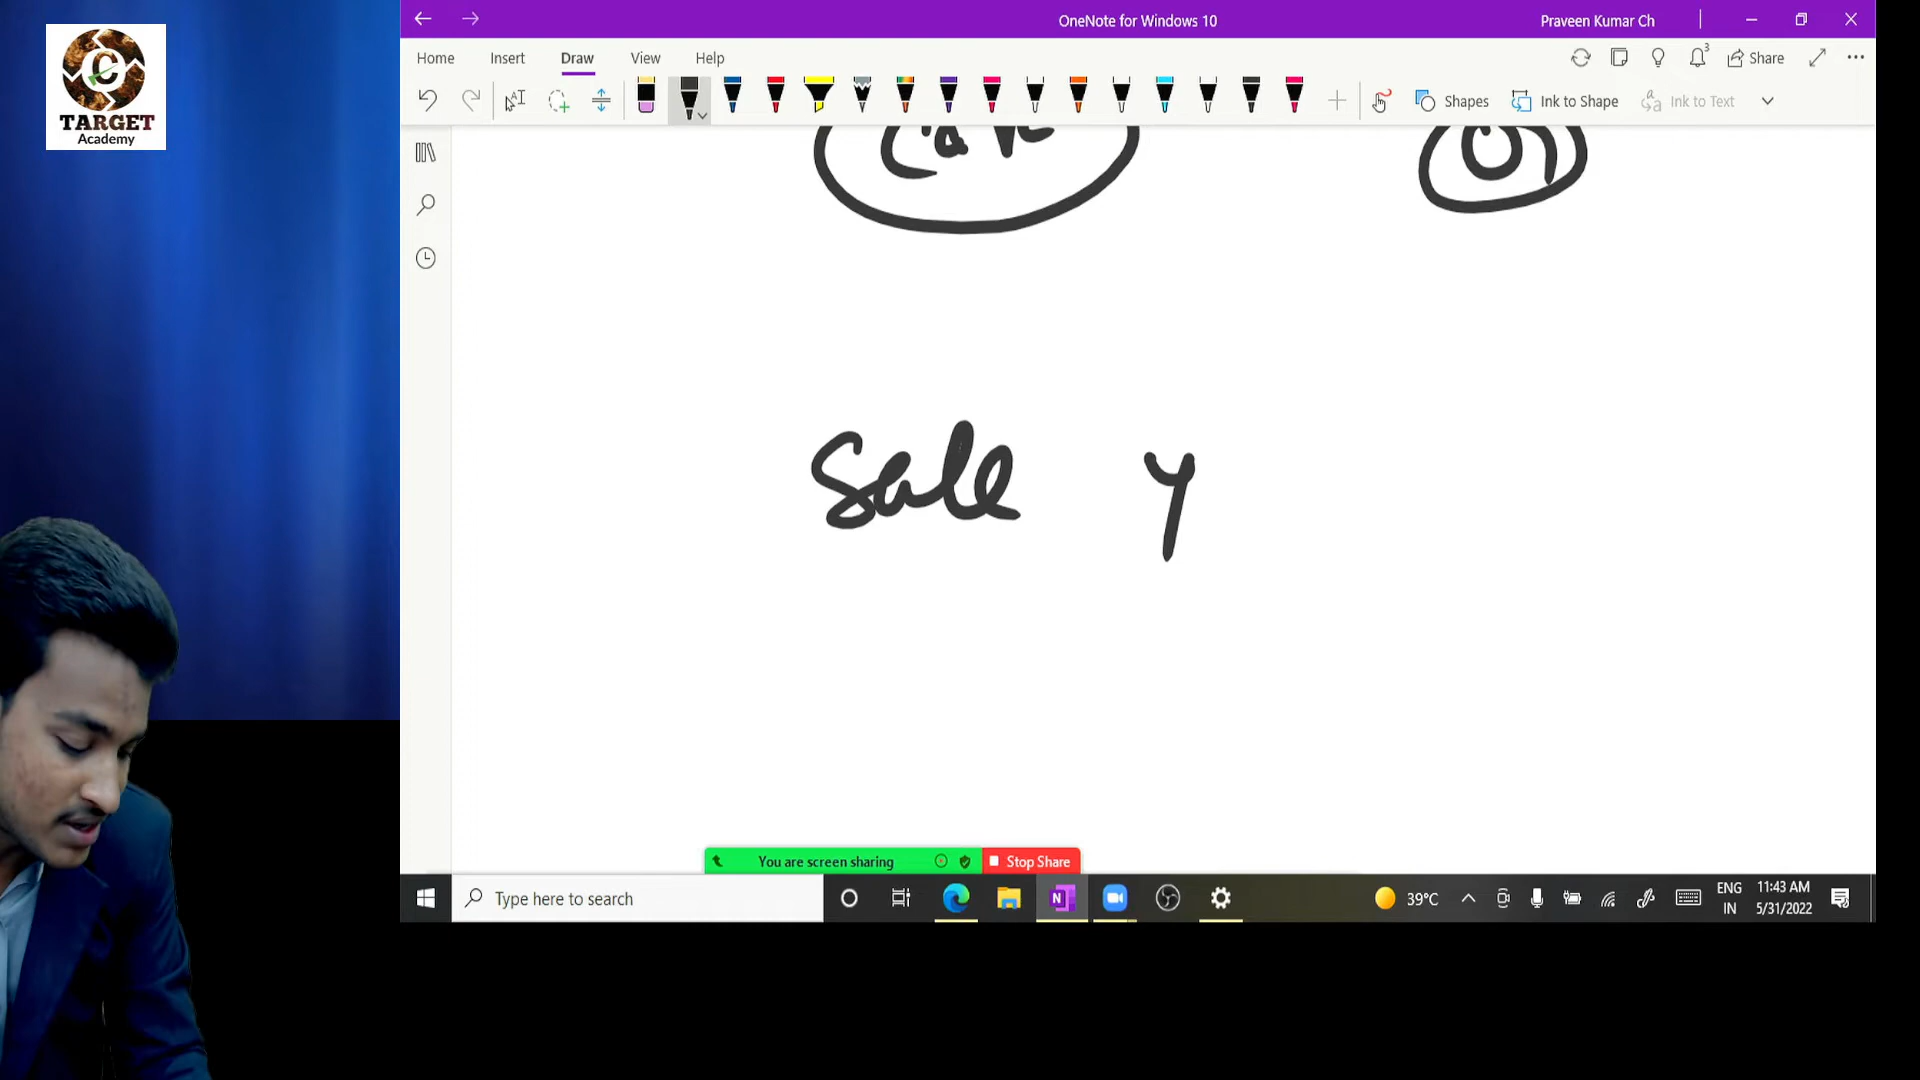 TARGET
Academy
OneNote for Windows 10
Praveen Kumar Ch
Home Insert Draw View Help
3
Share
Shapes
Ink to Shape
Ink to Text
Sale y
You are screen sharing
Stop Share
Type here to search
39°C
ENG
IN
11:43 AM
5/31/2022